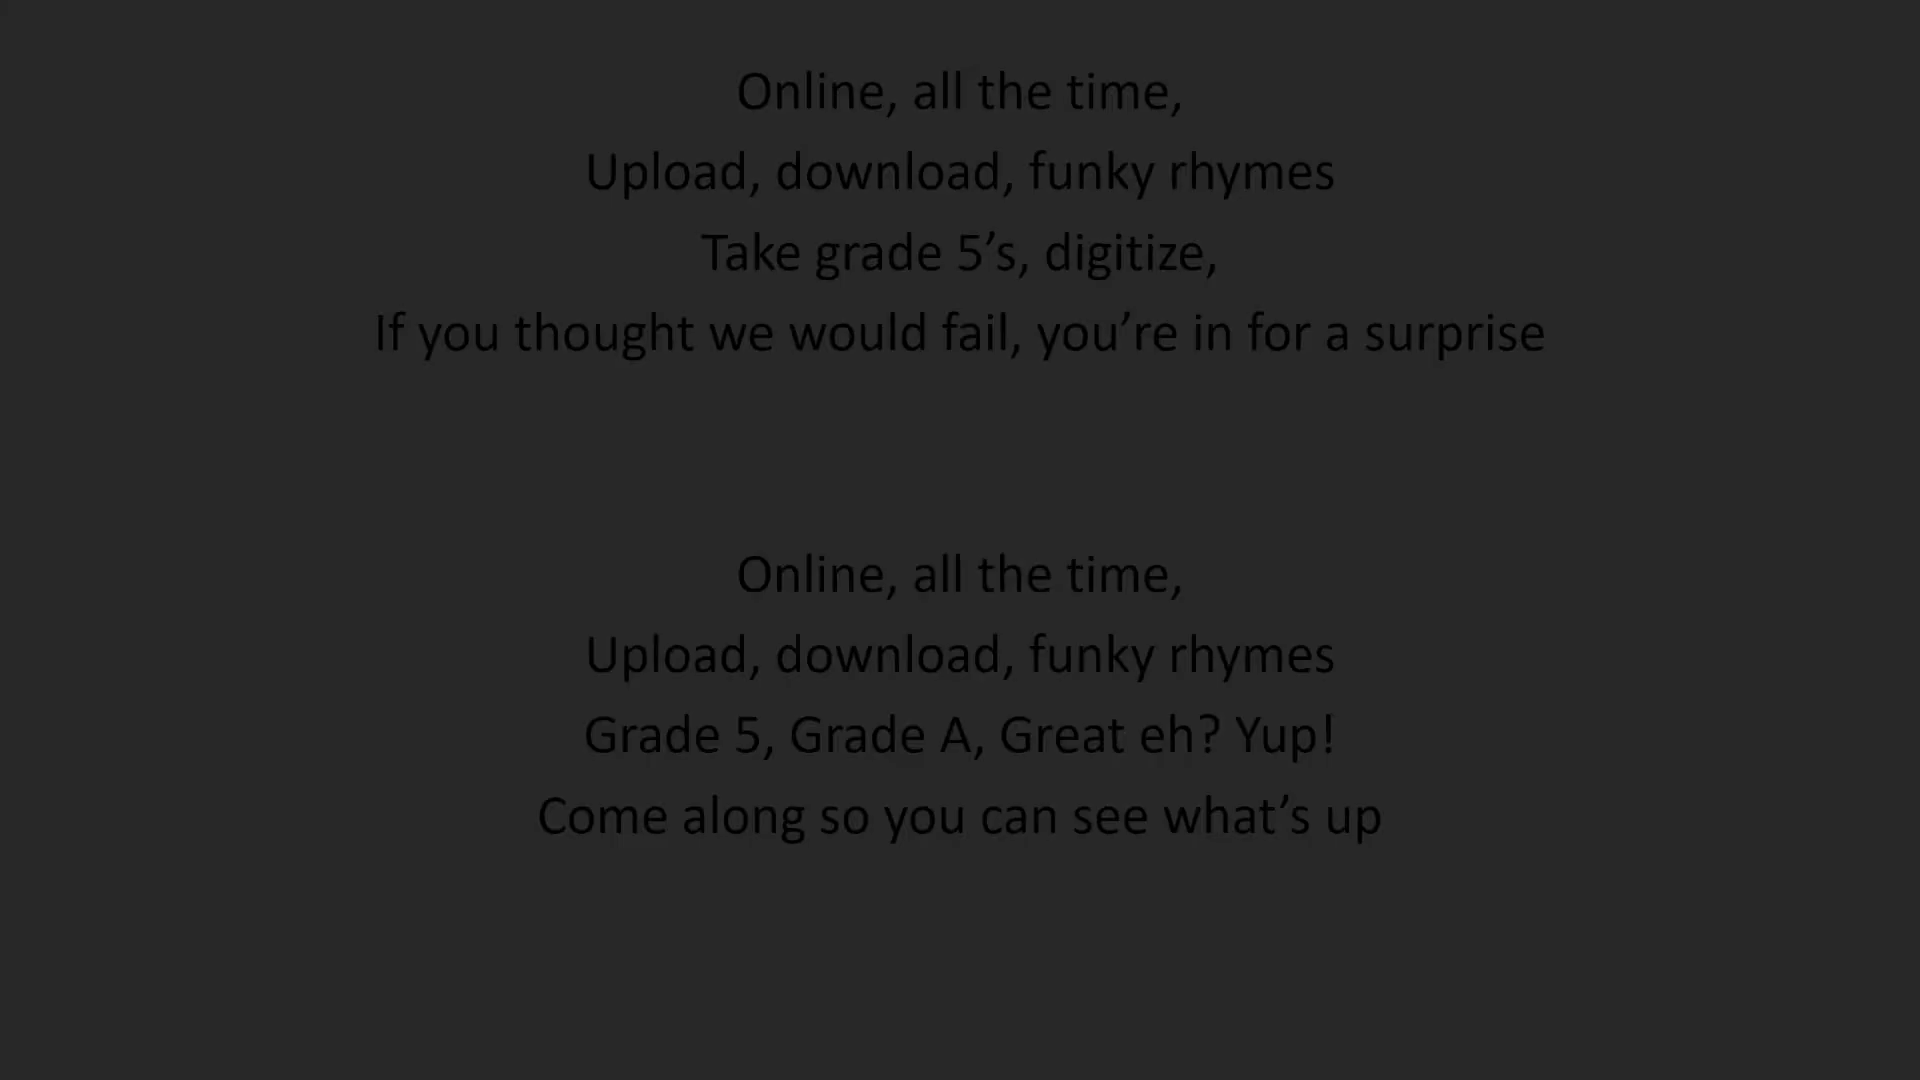 Online, all the time,
Upload, download, funky rhymes
Take grade 5’s, digitize,
If you thought we would fail, you’re in for a surprise
Online, all the time,
Upload, download, funky rhymes
Grade 5, Grade A, Great eh? Yup!
Come along so you can see what’s up